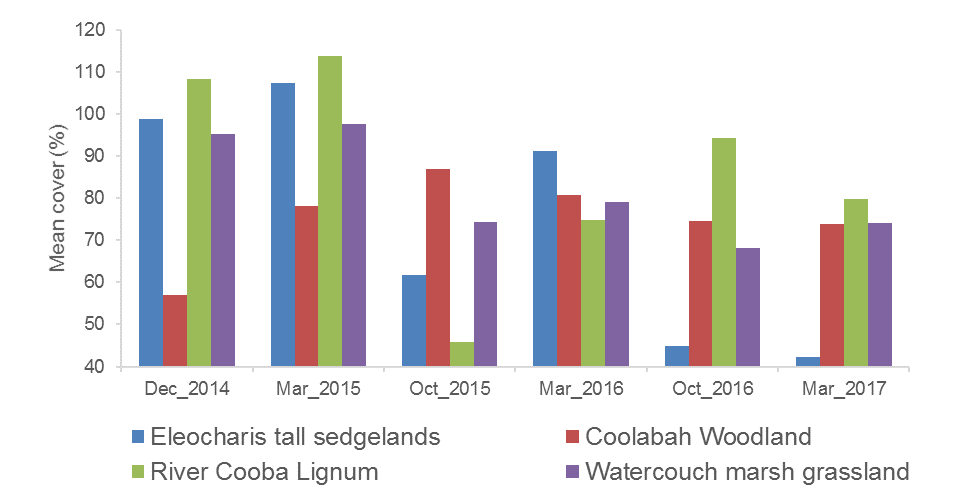 120
110
100
90
80
70
60
50
40
Mean cover (%)
Dec_2014 Mar_2015 Oct_2015 Mar_2016 Oct_2016 Mar_2017
Eleocharis tall sedgelands Coolabah Woodland
River Cooba Lignum Watercouch marsh grassland